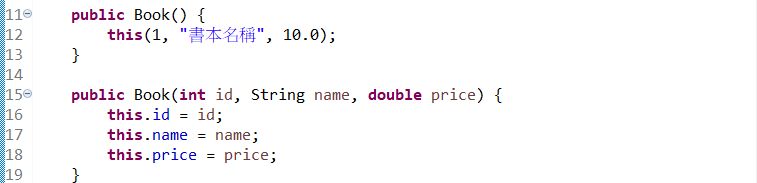 11 public Book() {
12 this(1, "書本名稱", 10.0);
13 }
14
15 public Book(int id, String name, double price) {
16 this.id = id;
17 this.name = name;
18 this.price = price;
19 }